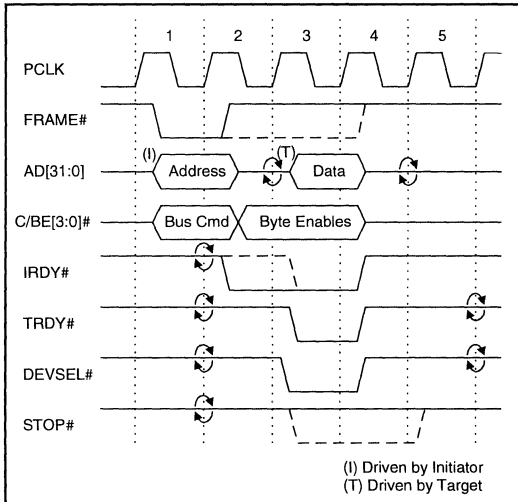 1 2 3 4 5
PCLK
FRAME#
(I) (T)
AD[31:0] Address Data
C/BE[3:0]# Bus Cmd Byte Enables
IRDY#
TRDY#
DEVSEL#
STOP#
(I) Driven by Initiator
(T) Driven by Target